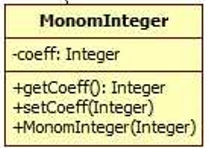 MonomInteger
-coeff: Integer
+getCoeff(): Integer
+setCoeff(Integer)
+MonomInteger(Integer)